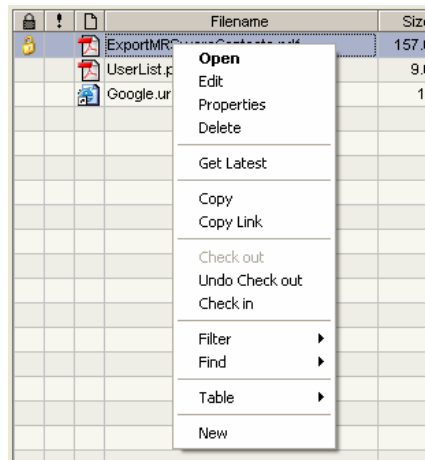 ! Filename Size
ExportMRS 157.
UserList.p 9.
Google.ur 1
Open
Edit
Properties
Delete
Get Latest
Copy
Copy Link
Check out
Undo Check out
Check in
Filter
Find
Table
New